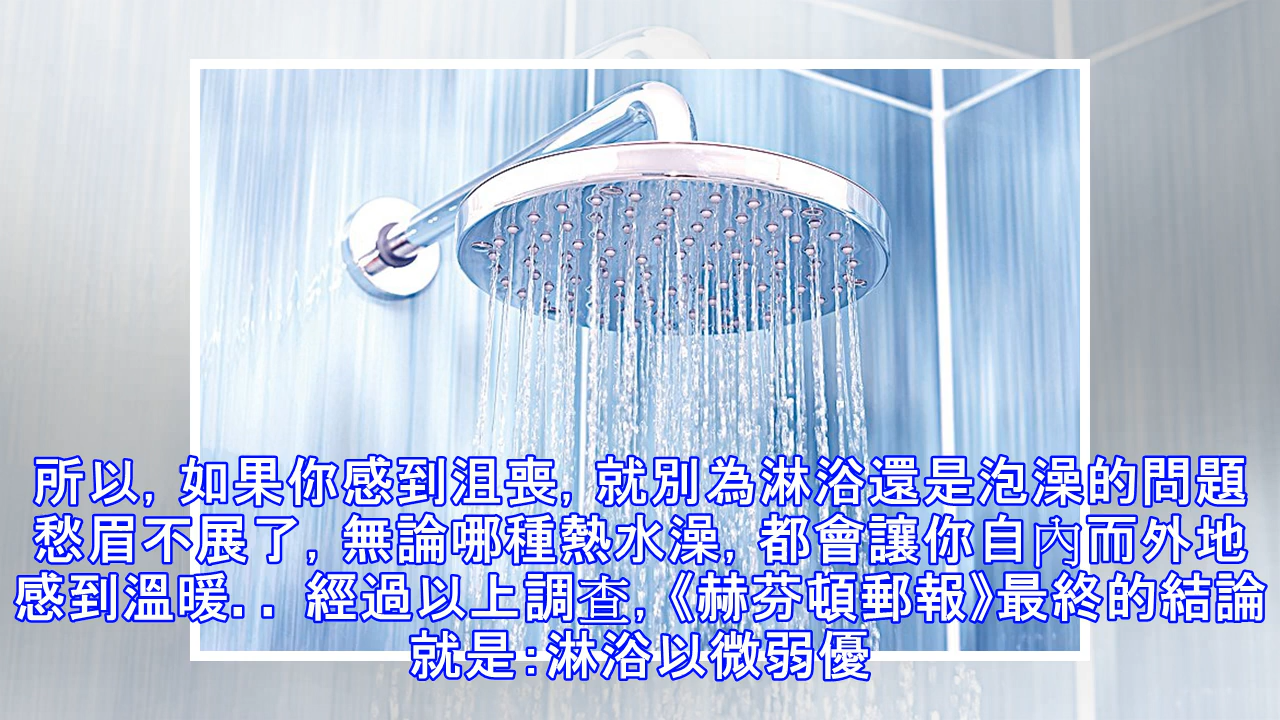 所以, 如果你感到沮喪, 就別為淋浴還是泡澡的問題
愁眉不展了, 無論哪種熱水澡, 都會讓你自內而外地
感到溫暖.. 經過以上調查,《赫芬頓郵報》最終的結論
就是:淋浴以微弱優